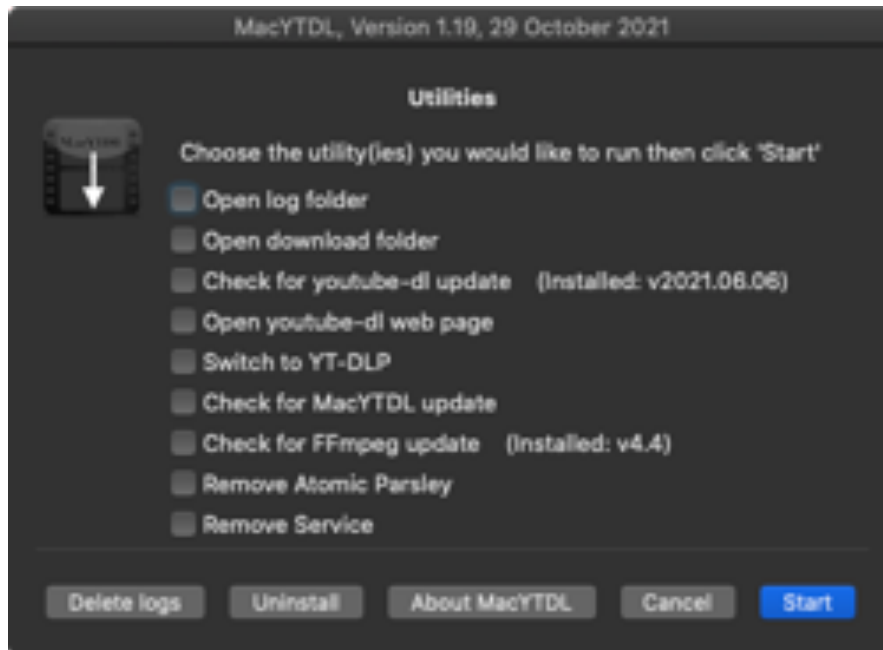 MacYTDL, Version 1.19, 29 October 2021
Utilities
MacYTDL
Choose the utility(ies) you would like to run then click 'Start'
Open log folder
Open download folder
Check for youtube-dl update (Installed: v2021.06.06)
Open youtube-dl web page
Switch to YT-DLP
Check for MacYTDL update
Check for FFmpeg update (Installed: v4.4)
Remove Atomic Parsley
Remove Service
Delete logs Uninstall About MacYTDL Cancel Start